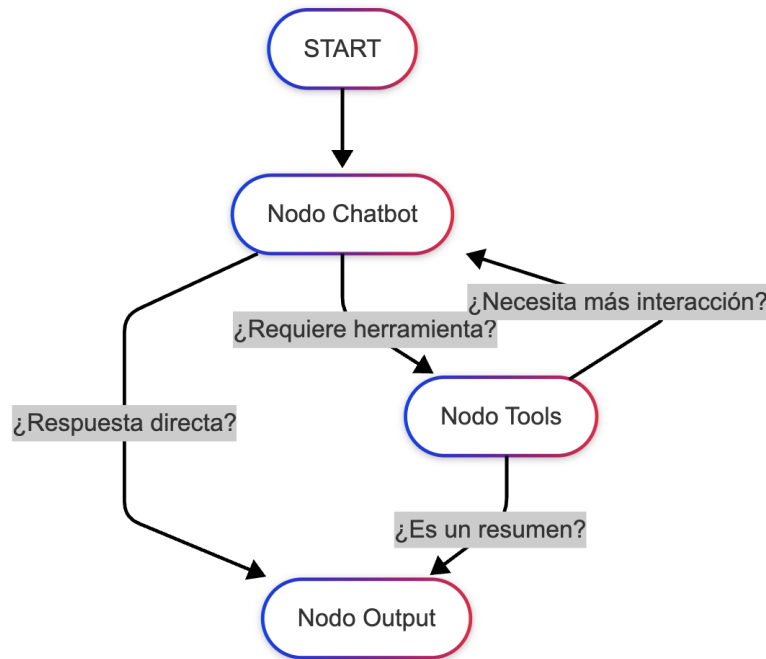 START
Nodo Chatbot
¿Necesita más interacción?
¿Requiere herramienta?
¿Respuesta directa?
Nodo Tools
¿Es un resumen?
Nodo Output